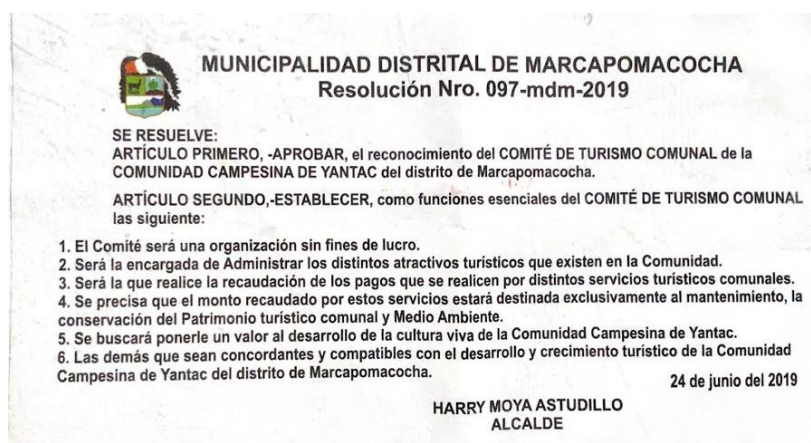 MUNICIPALIDAD DISTRITAL DE MARCAPOMACOCHA
Resolución Nro. 097-mdm-2019
SE RESUELVE:
ARTÍCULO PRIMERO, -APROBAR, el reconocimiento del COMITÉ DE TURISMO COMUNAL de la
COMUNIDAD CAMPESINA DE YANTAC del distrito de Marcapomacocha.
ARTÍCULO SEGUNDO,-ESTABLECER, como funciones esenciales del COMITÉ DE TURISMO COMUNAL
las siguiente:
1. El Comité será una organización sin fines de lucro.
2. Será la encargada de Administrar los distintos atractivos turísticos que existen en la Comunidad.
3. Será la que realice la recaudación de los pagos que se realicen por distintos servicios turísticos comunales.
4. Se precisa que el monto recaudado por estos servicios estará destinada exclusivamente al mantenimiento, la
conservación del Patrimonio turístico comunal y Medio Ambiente.
5. Se buscará ponerle un valor al desarrollo de la cultura viva de la Comunidad Campesina de Yantac.
6. Las demás que sean concordantes y compatibles con el desarrollo y crecimiento turístico de la Comunidad
Campesina de Yantac del distrito de Marcapomacocha.
24 de junio del 2019
HARRY MOYA ASTUDILLO
ALCALDE